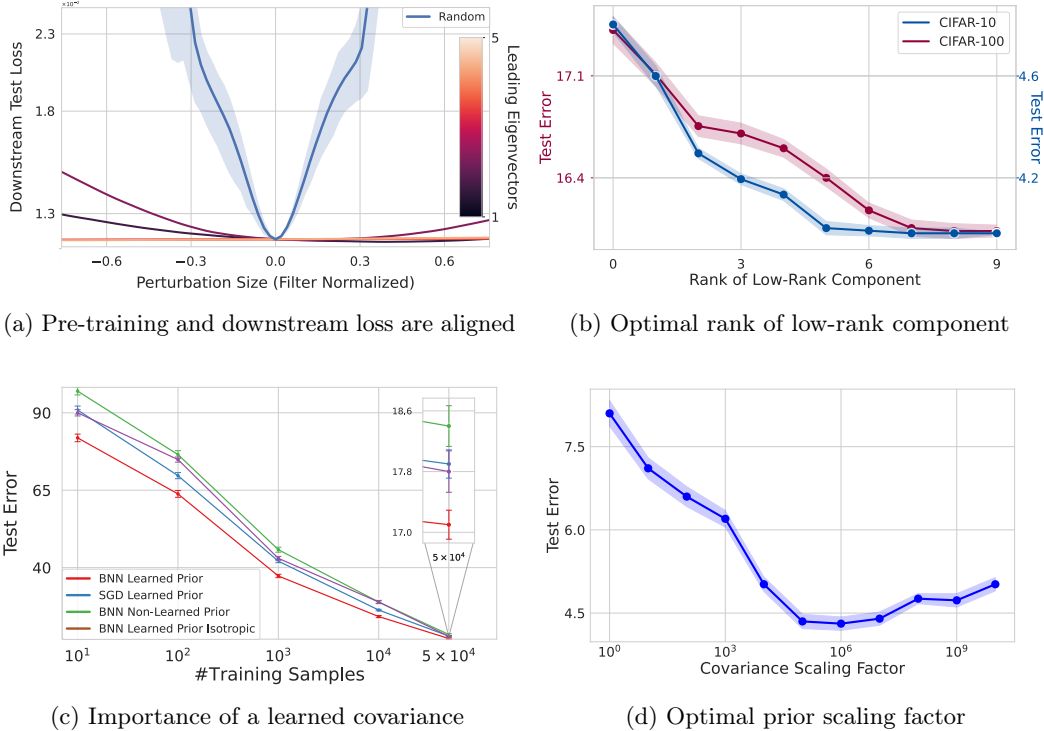 ×10⁻³
2.3
1.8
1.3
Downstream Test Loss
−0.6
−0.3
0.0
0.3
0.6
Perturbation Size (Filter Normalized)
Random
5
1
Leading Eigenvectors
(a) Pre-training and downstream loss are aligned
17.1
16.4
Test Error
4.6
4.2
Test Error
0
3
6
9
Rank of Low-Rank Component
CIFAR-10
CIFAR-100
(b) Optimal rank of low-rank component
90
65
40
Test Error
10¹
10²
10³
10⁴
5 × 10⁴
#Training Samples
BNN Learned Prior
SGD Learned Prior
BNN Non-Learned Prior
BNN Learned Prior Isotropic
18.6
17.8
17.0
5 × 10⁴
(c) Importance of a learned covariance
7.5
6.0
4.5
Test Error
10⁰
10³
10⁶
10⁹
Covariance Scaling Factor
(d) Optimal prior scaling factor